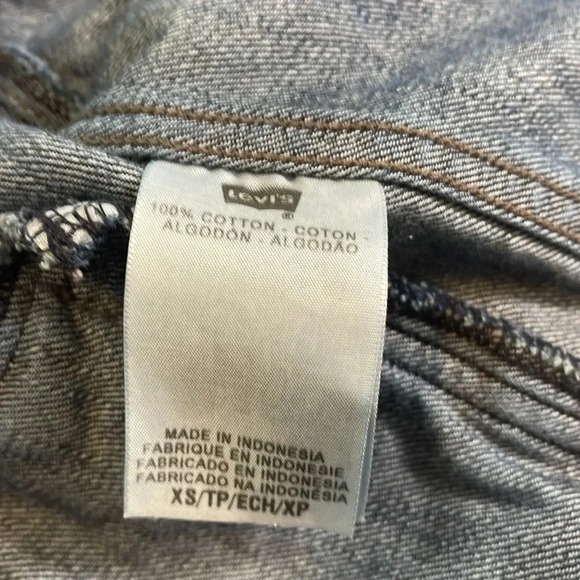 Levi's ®
100% COTTON - COTON -
ALGODÓN - ALGODÃO
MADE IN INDONESIA
FABRIQUE EN INDONESIE
FABRICADO EN INDONESIA
FABRICADO NA INDONÉSIA
XS/TP/ECH/XP